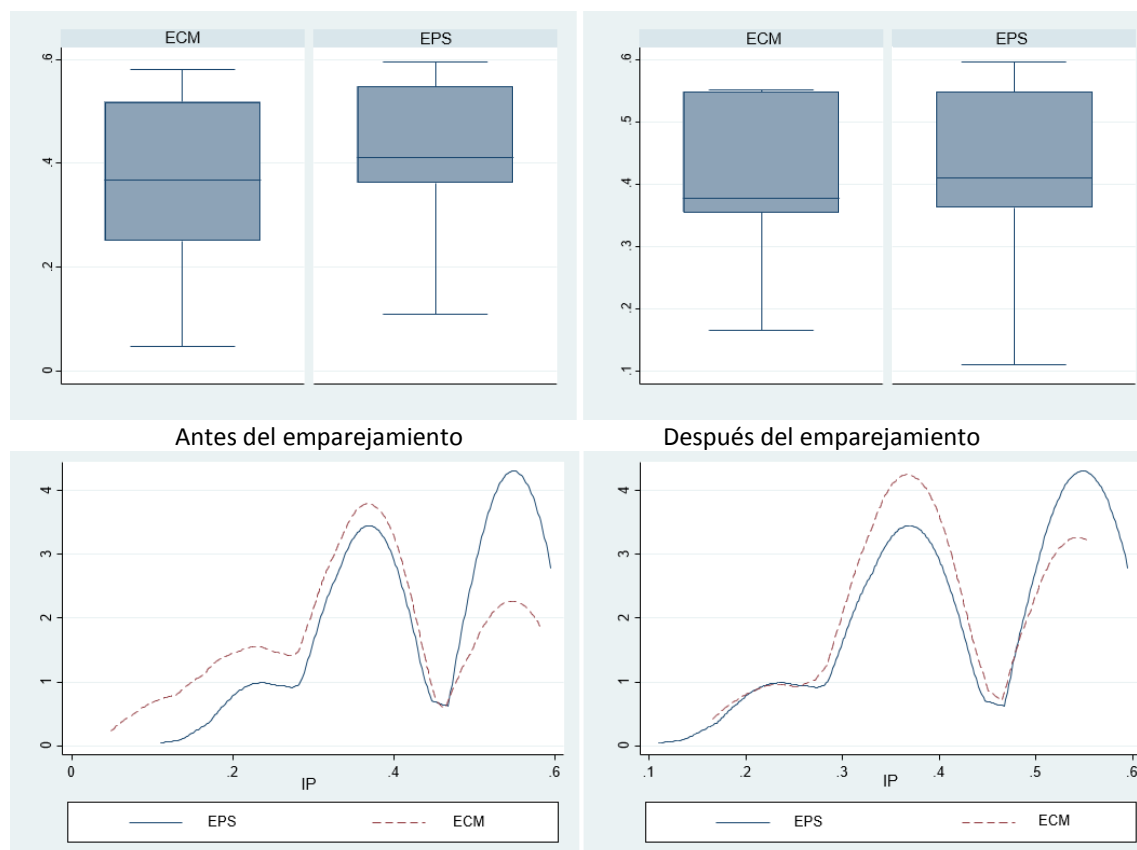 ECM EPS
.6
.4
.2
0
ECM EPS
.6
.5
.4
.3
.2
.1
Antes del emparejamiento
Después del emparejamiento
4
3
2
1
0
0 .2 .4 .6
IP
EPS ECM
4
3
2
1
0
.1 .2 .3 .4 .5 .6
IP
EPS ECM